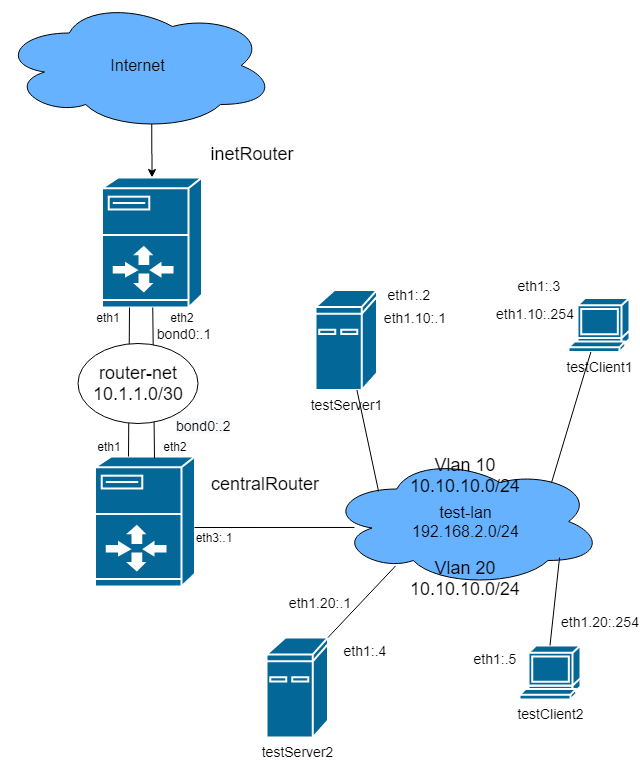 Internet
inetRouter
eth1
eth2
bond0:.1
router-net
10.1.1.0/30
bond0:.2
eth1
eth2
centralRouter
eth3:.1
eth1:.2
eth1.10:.1
testServer1
eth1:.3
eth1.10:.254
testClient1
Vlan 10
10.10.10.0/24
test-lan
192.168.2.0/24
Vlan 20
10.10.10.0/24
eth1.20:.1
eth1:.4
testServer2
eth1.20:.254
eth1:.5
testClient2